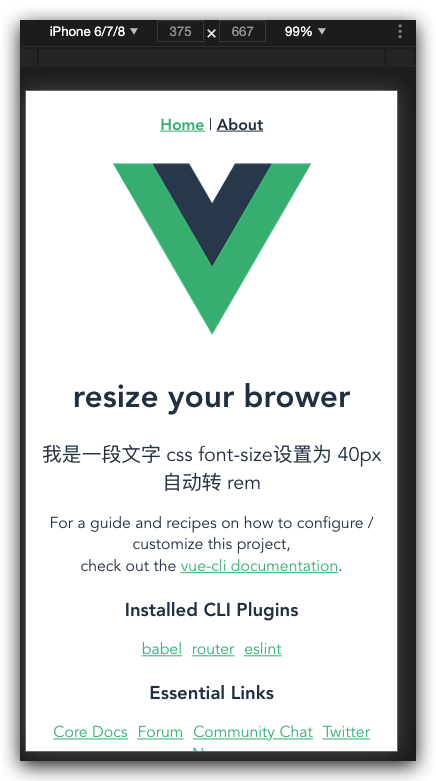 iPhone 6/7/8 ▼ 375 × 667 99% ▼
Home | About
resize your brower
我是一段文字 css font-size设置为 40px
自动转 rem
For a guide and recipes on how to configure /
customize this project,
check out the vue-cli documentation.
Installed CLI Plugins
babel router eslint
Essential Links
Core Docs Forum Community Chat Twitter